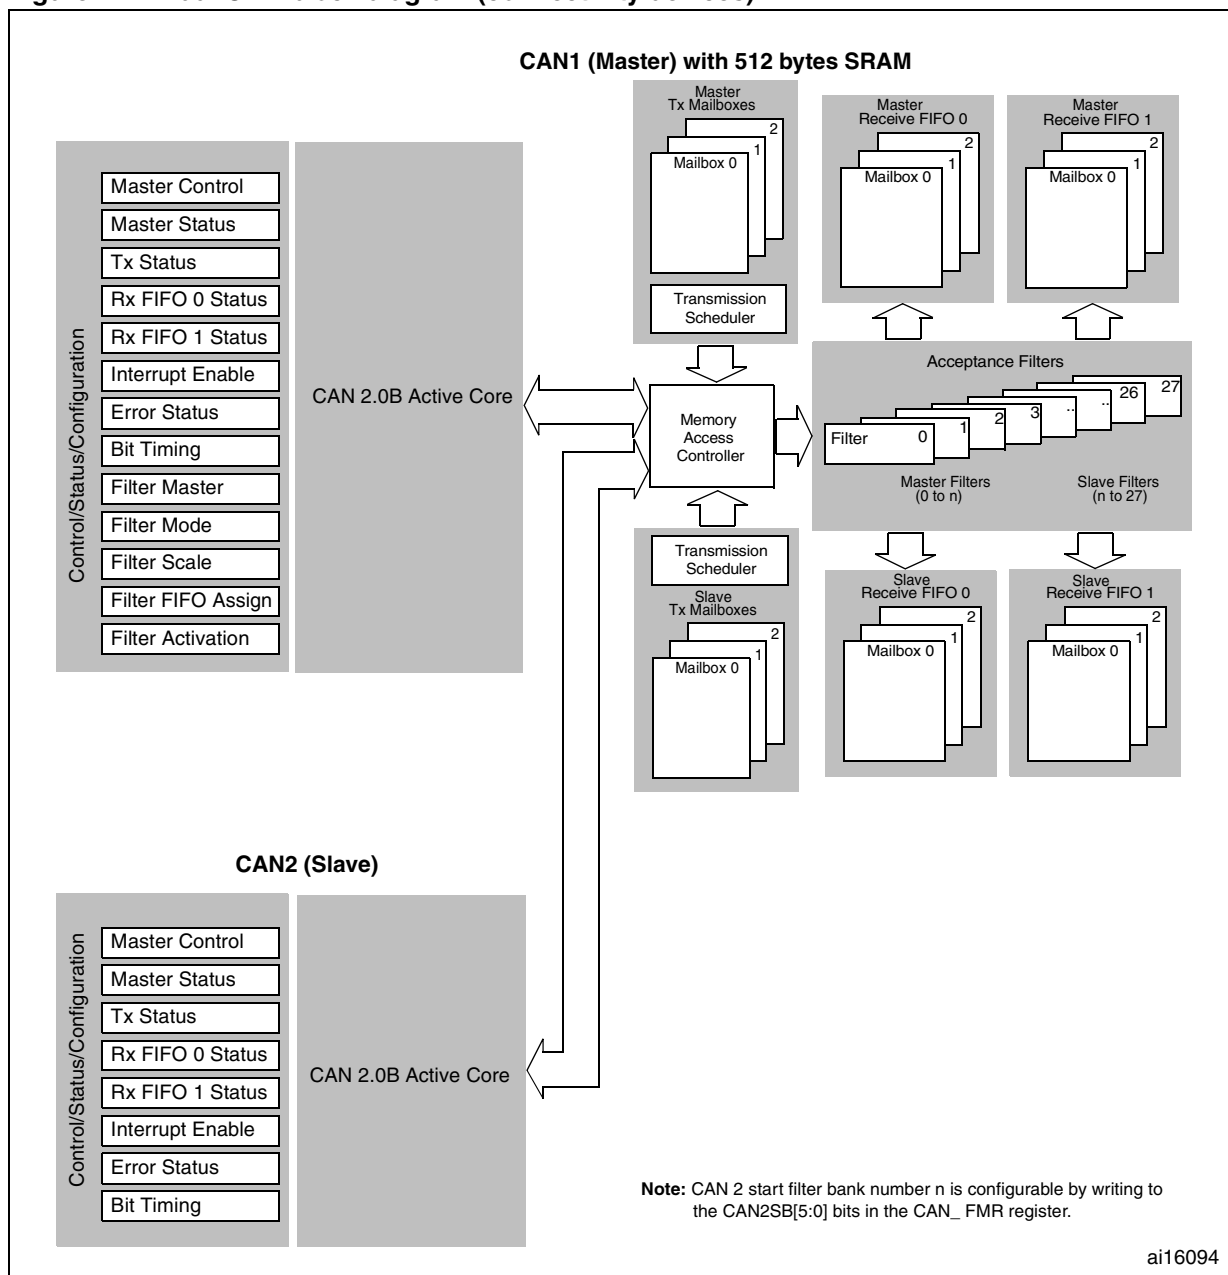 CAN1 (Master) with 512 bytes SRAM
Control/Status/Configuration
Master Control
Master Status
Tx Status
Rx FIFO 0 Status
Rx FIFO 1 Status
Interrupt Enable
Error Status
Bit Timing
Filter Master
Filter Mode
Filter Scale
Filter FIFO Assign
Filter Activation
CAN 2.0B Active Core
Master
Tx Mailboxes
2
1
Mailbox 0
Transmission
Scheduler
Master
Receive FIFO 0
2
1
Mailbox 0
Master
Receive FIFO 1
2
1
Mailbox 0
Memory
Access
Controller
Acceptance Filters
Filter 0
1
2
3
..
..
26
27
Master Filters
(0 to n)
Slave Filters
(n to 27)
Transmission
Scheduler
Slave
Tx Mailboxes
2
1
Mailbox 0
Slave
Receive FIFO 0
2
1
Mailbox 0
Slave
Receive FIFO 1
2
1
Mailbox 0
CAN2 (Slave)
Control/Status/Configuration
Master Control
Master Status
Tx Status
Rx FIFO 0 Status
Rx FIFO 1 Status
Interrupt Enable
Error Status
Bit Timing
CAN 2.0B Active Core
Note: CAN 2 start filter bank number n is configurable by writing to
the CAN2SB[5:0] bits in the CAN_ FMR register.
ai16094